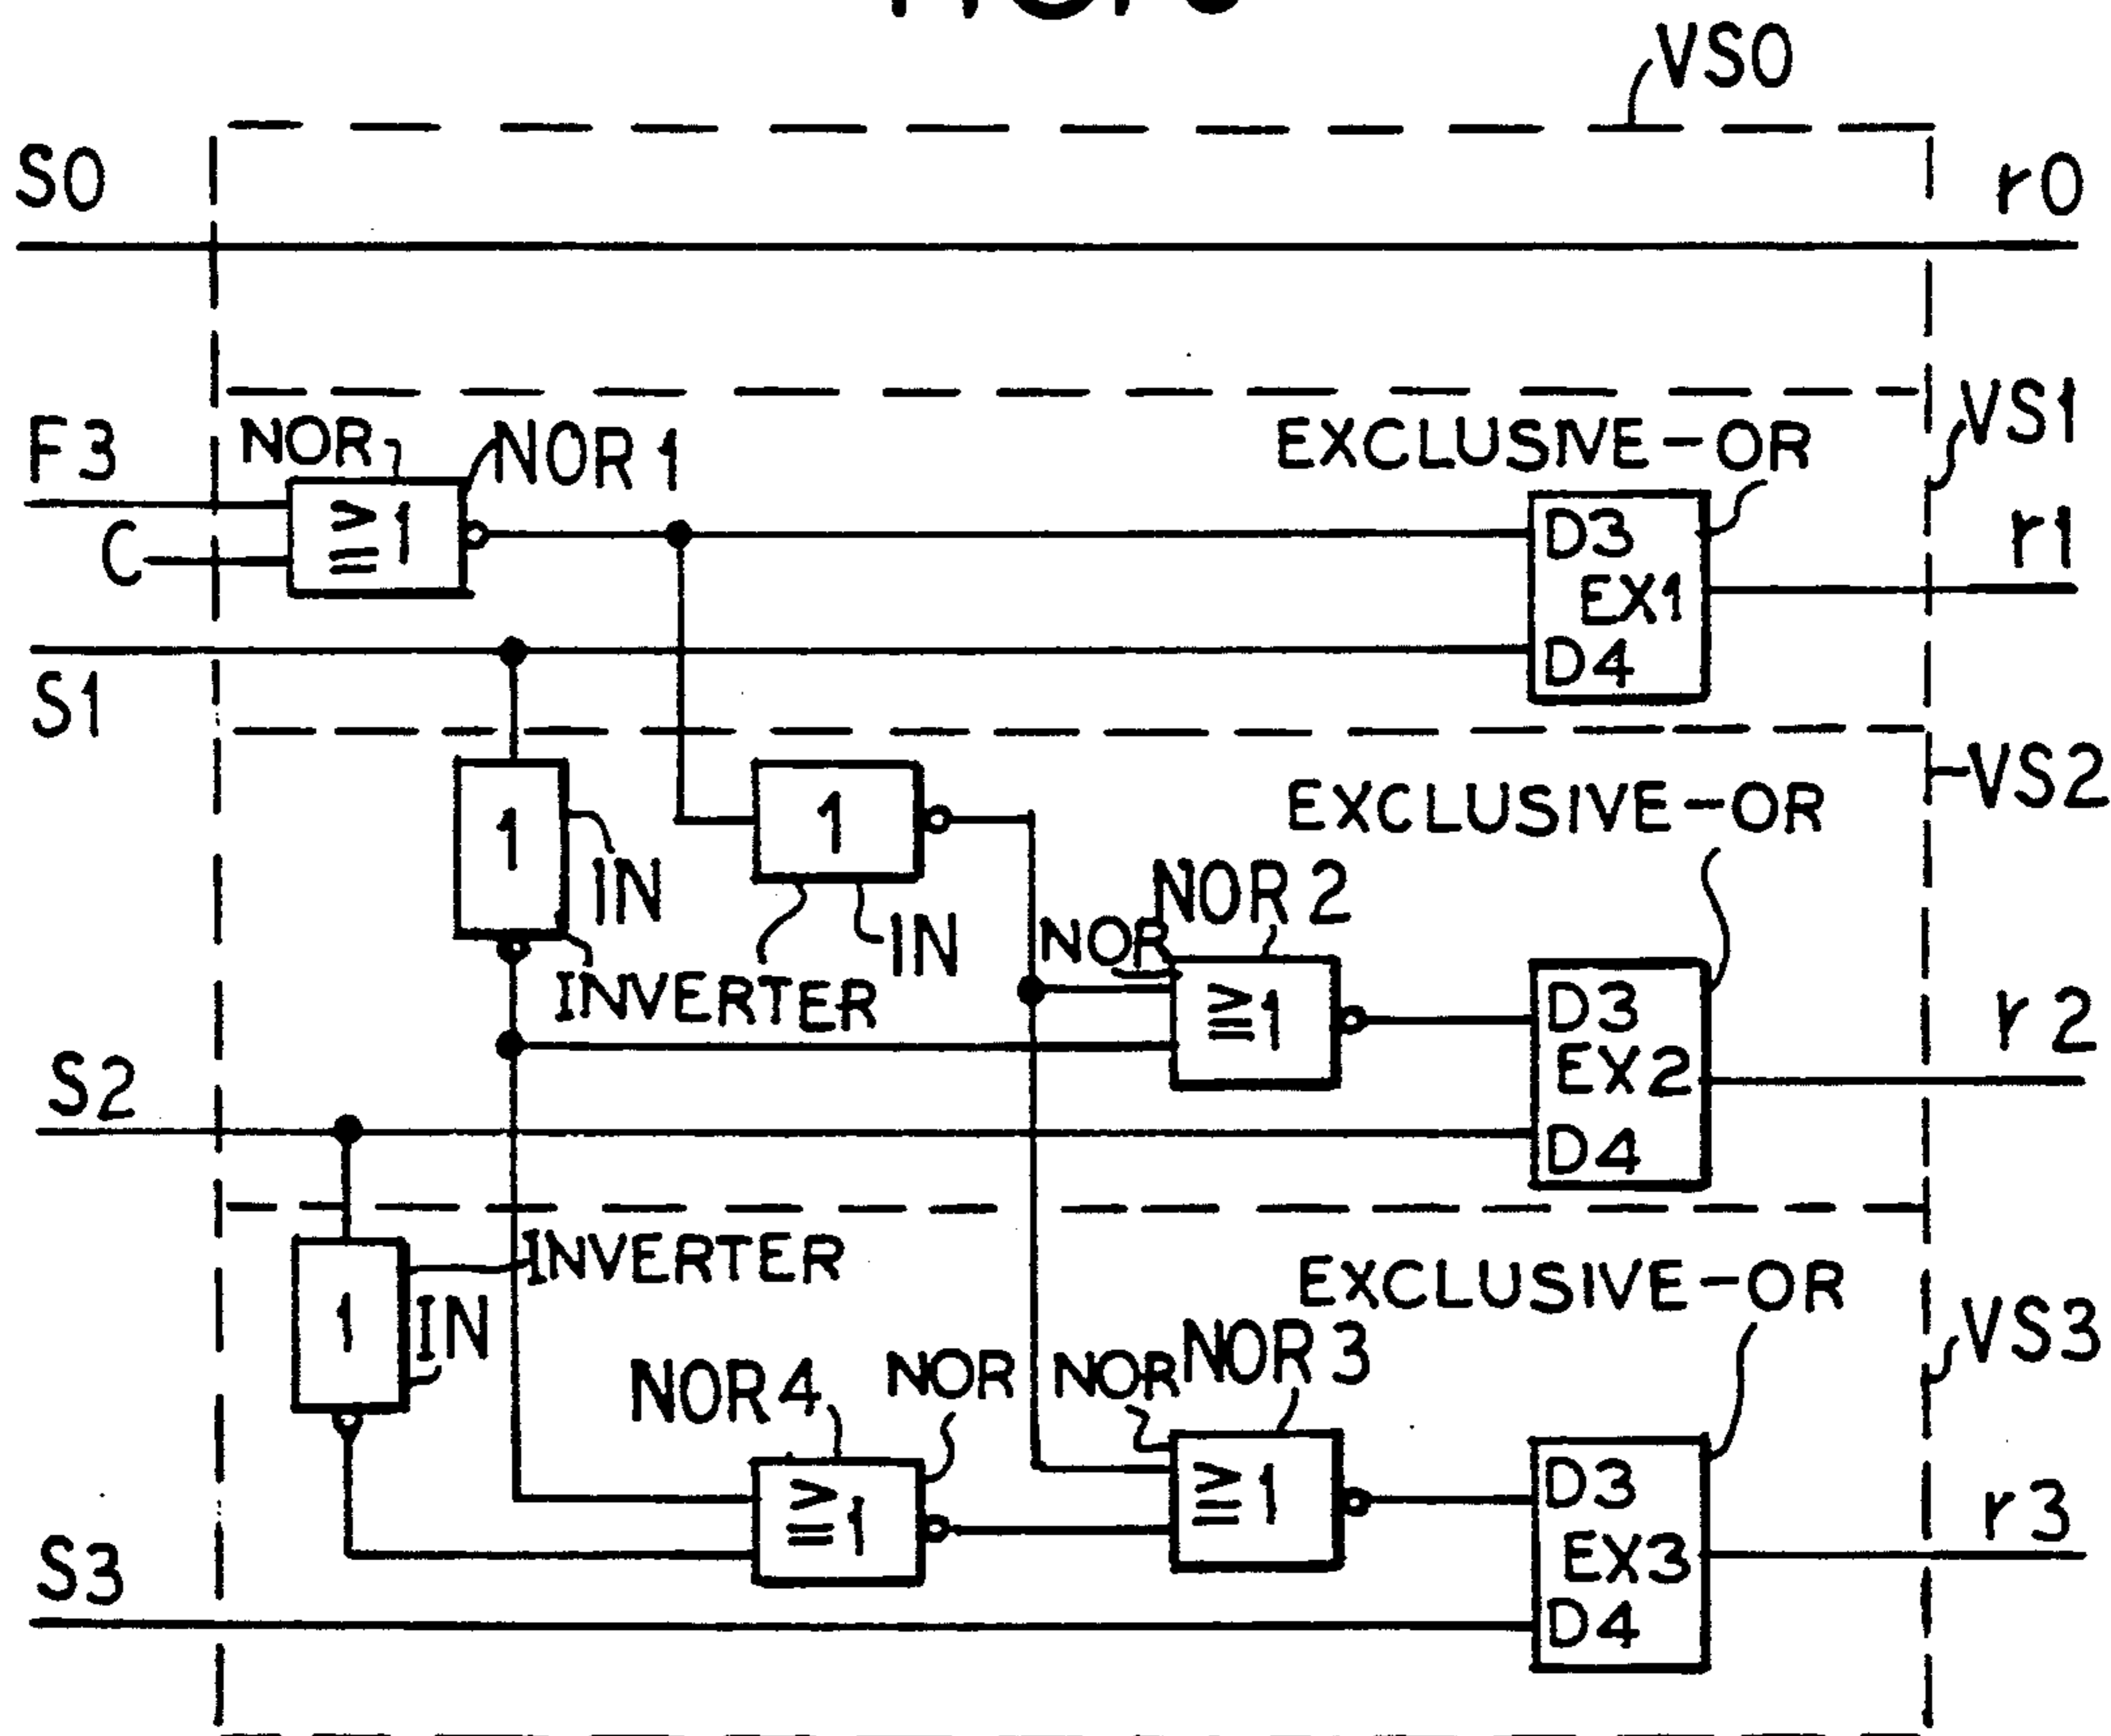 VS0
S0 r0
F3 NOR NOR 1 EXCLUSIVE-OR VS1
≧1 D3 r1
C EX1
D4
S1
VS2
EXCLUSIVE-OR
1 1
IN NOR 2
IN NOR
INVERTER ≧1 D3 r2
S2 EX2
D4
INVERTER EXCLUSIVE-OR
1 IN VS3
NOR 4 NOR NOR NOR 3
≧1 ≧1 D3 r3
S3 EX3
D4